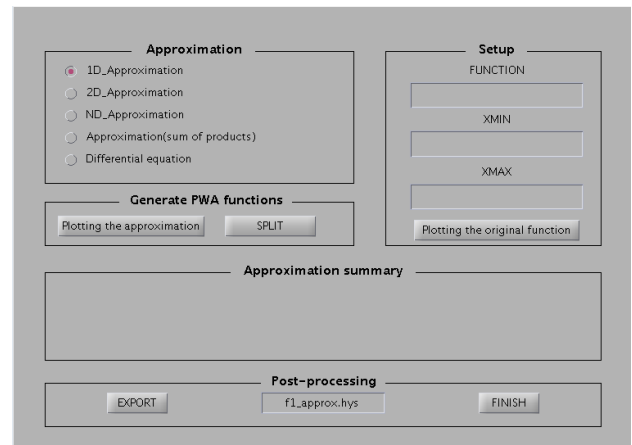 Approximation
1D_Approximation
2D_Approximation
ND_Approximation
Approximation(sum of products)
Differential equation
Setup
FUNCTION
XMIN
XMAX
Plotting the original function
Generate PWA functions
Plotting the approximation
SPLIT
Approximation summary
Post-processing
EXPORT
f1_approx.hys
FINISH